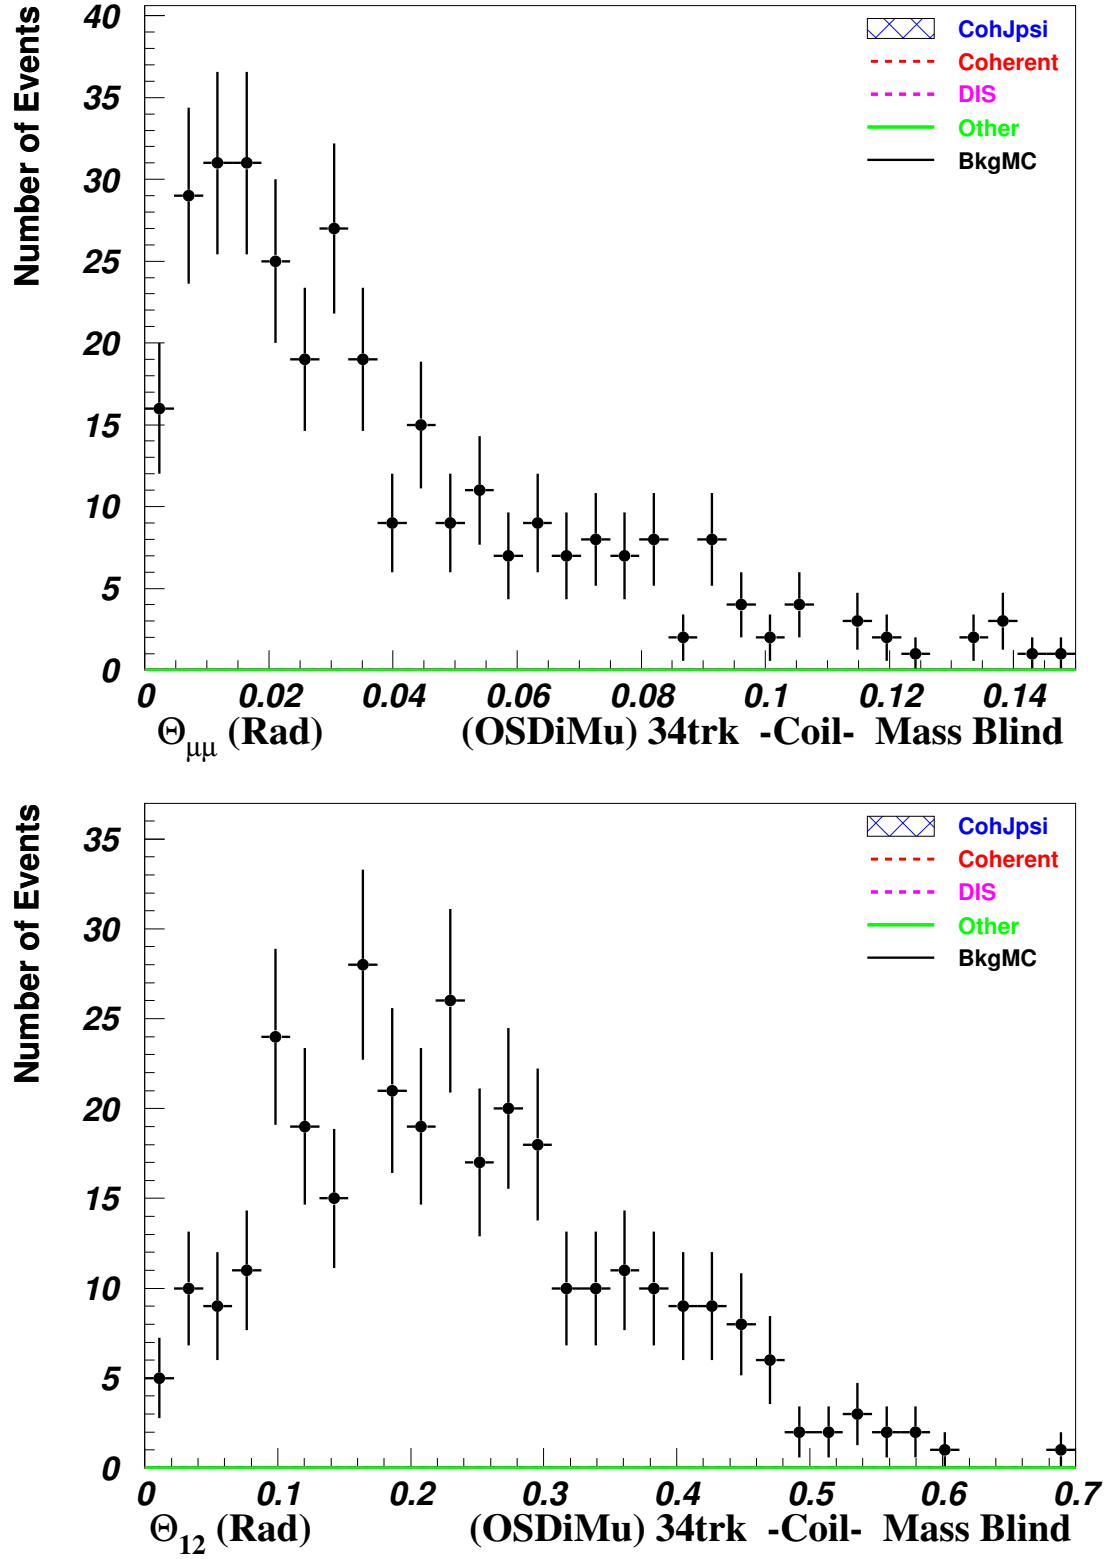 Number of Events
40
35
30
25
20
15
10
5
0
CohJpsi
Coherent
DIS
Other
BkgMC
0 0.02 0.04 0.06 0.08 0.1 0.12 0.14
Θμμ (Rad) (OSDiMu) 34trk -Coil- Mass Blind
Number of Events
35
30
25
20
15
10
5
0
CohJpsi
Coherent
DIS
Other
BkgMC
0 0.1 0.2 0.3 0.4 0.5 0.6 0.7
Θ12 (Rad) (OSDiMu) 34trk -Coil- Mass Blind